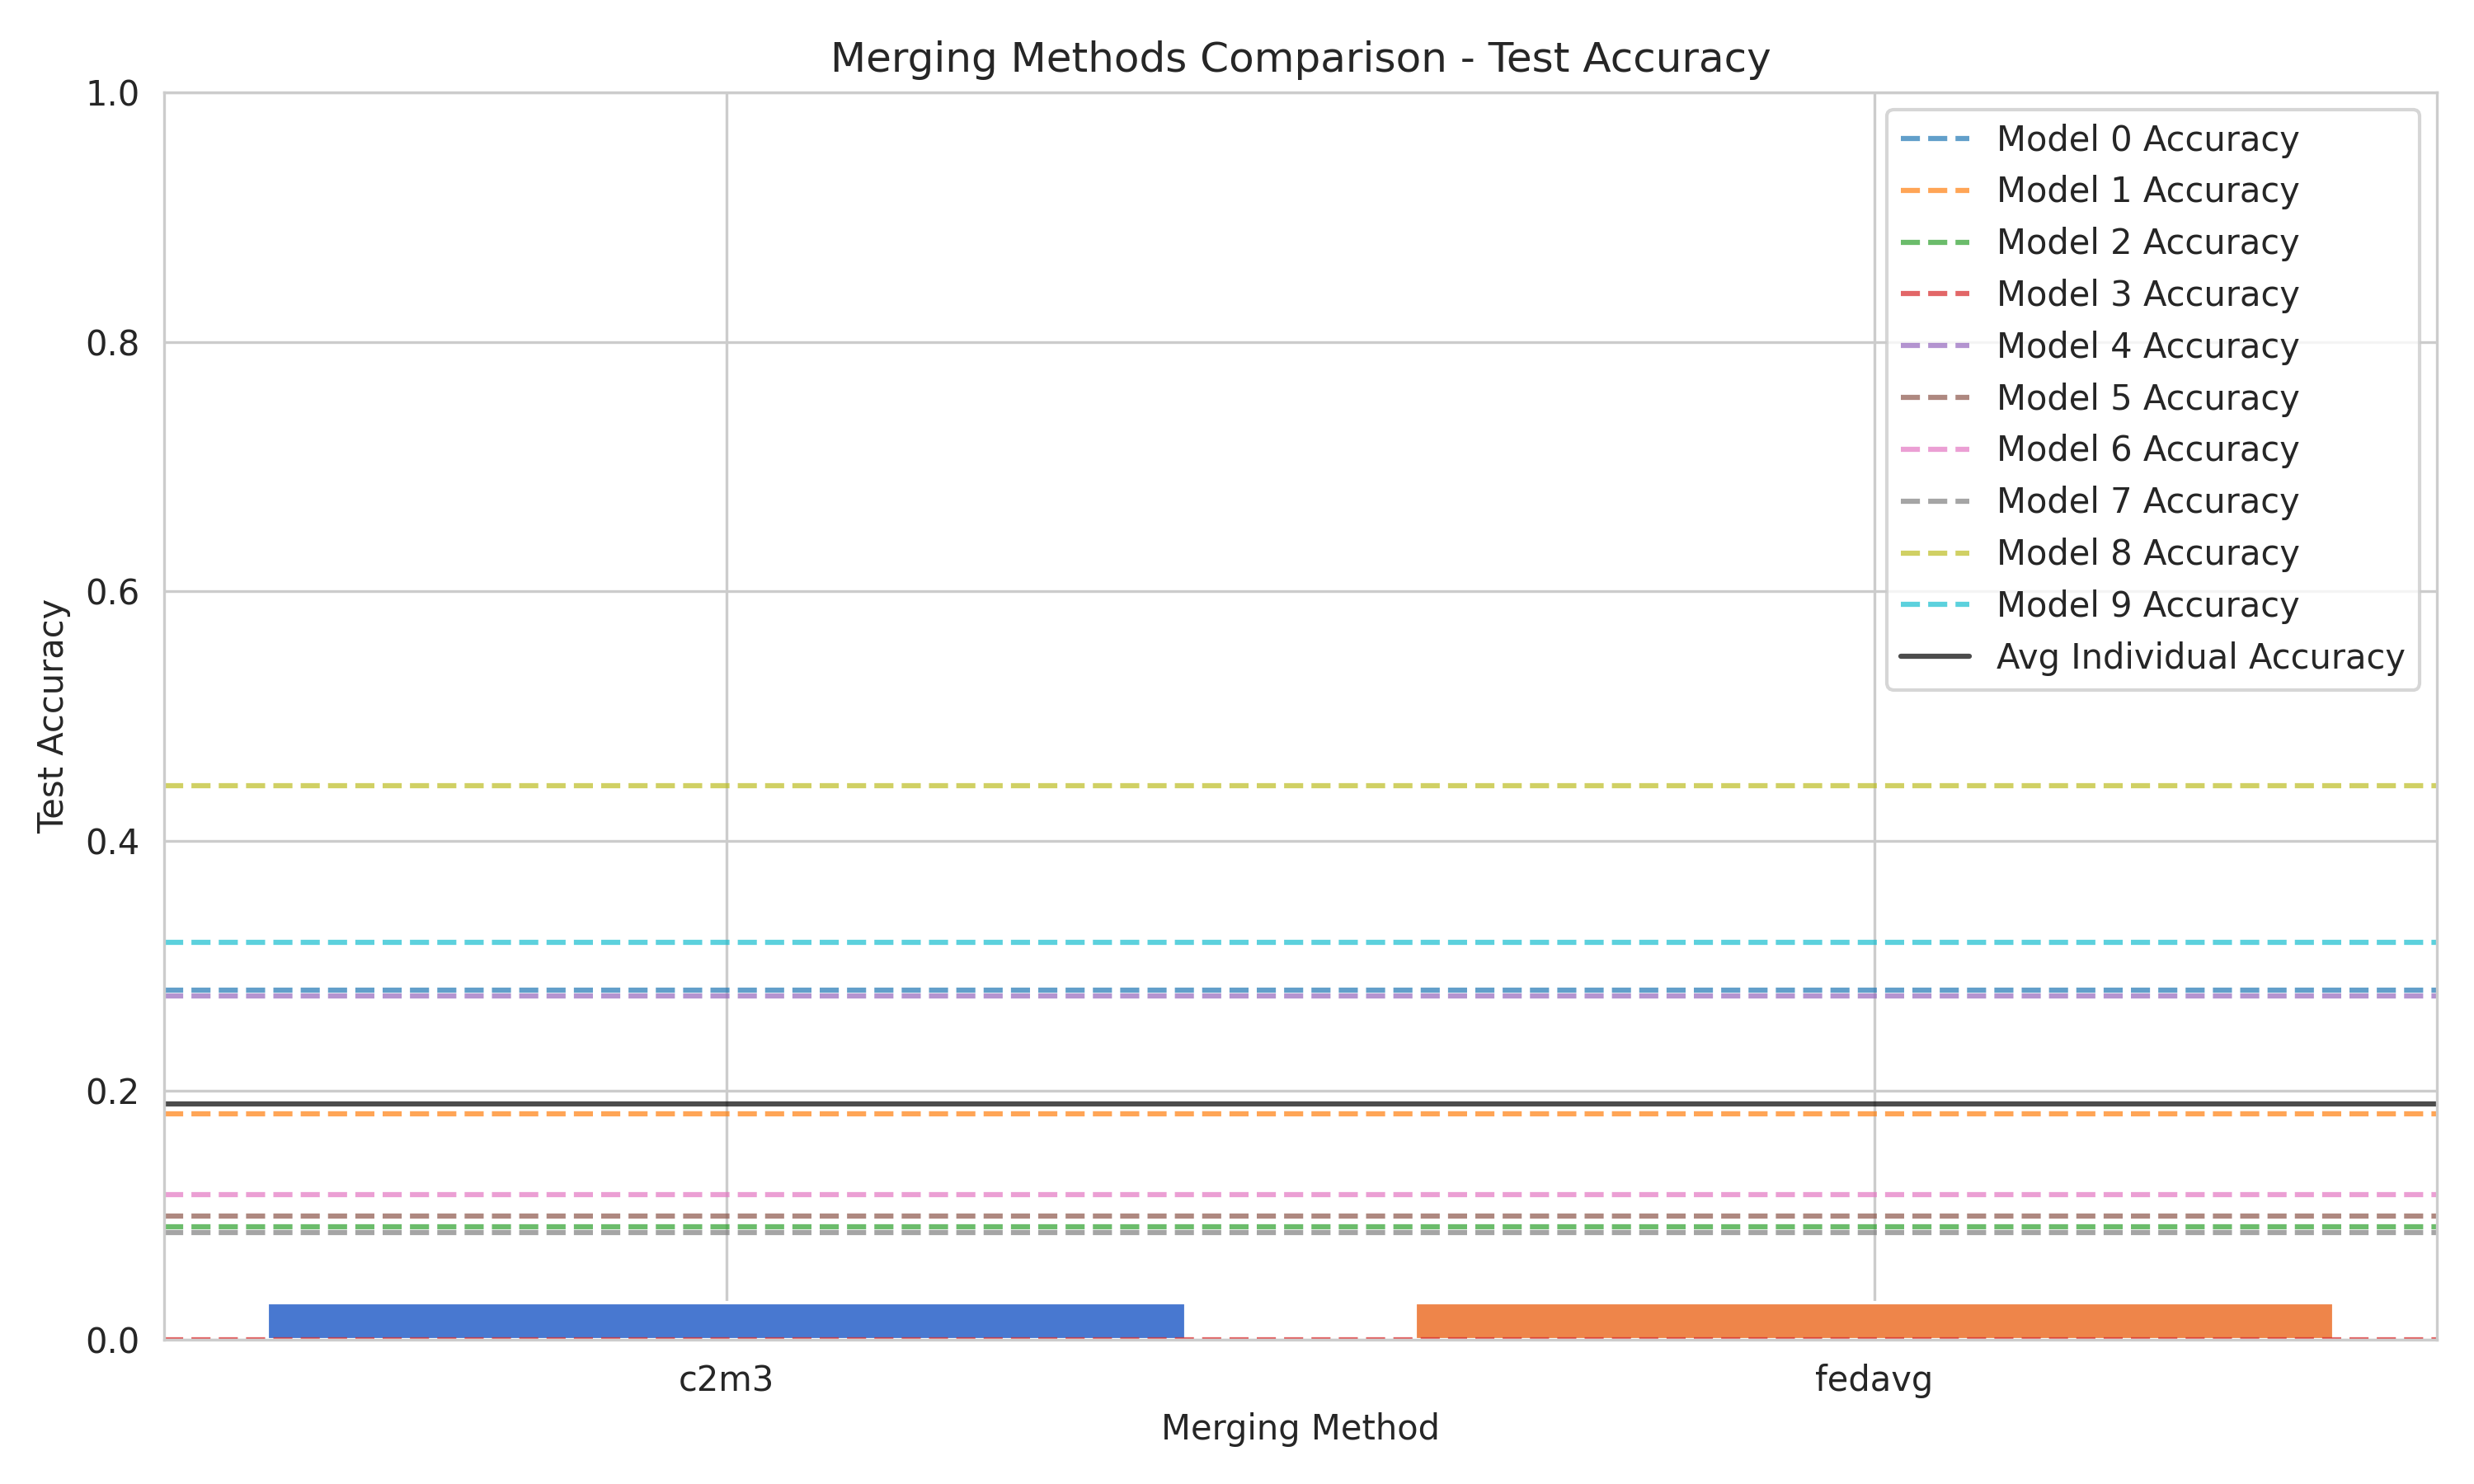 Merging Methods Comparison - Test Accuracy
1.0
0.8
0.6
0.4
0.2
0.0
Test Accuracy
Model 0 Accuracy
Model 1 Accuracy
Model 2 Accuracy
Model 3 Accuracy
Model 4 Accuracy
Model 5 Accuracy
Model 6 Accuracy
Model 7 Accuracy
Model 8 Accuracy
Model 9 Accuracy
Avg Individual Accuracy
c2m3
fedavg
Merging Method